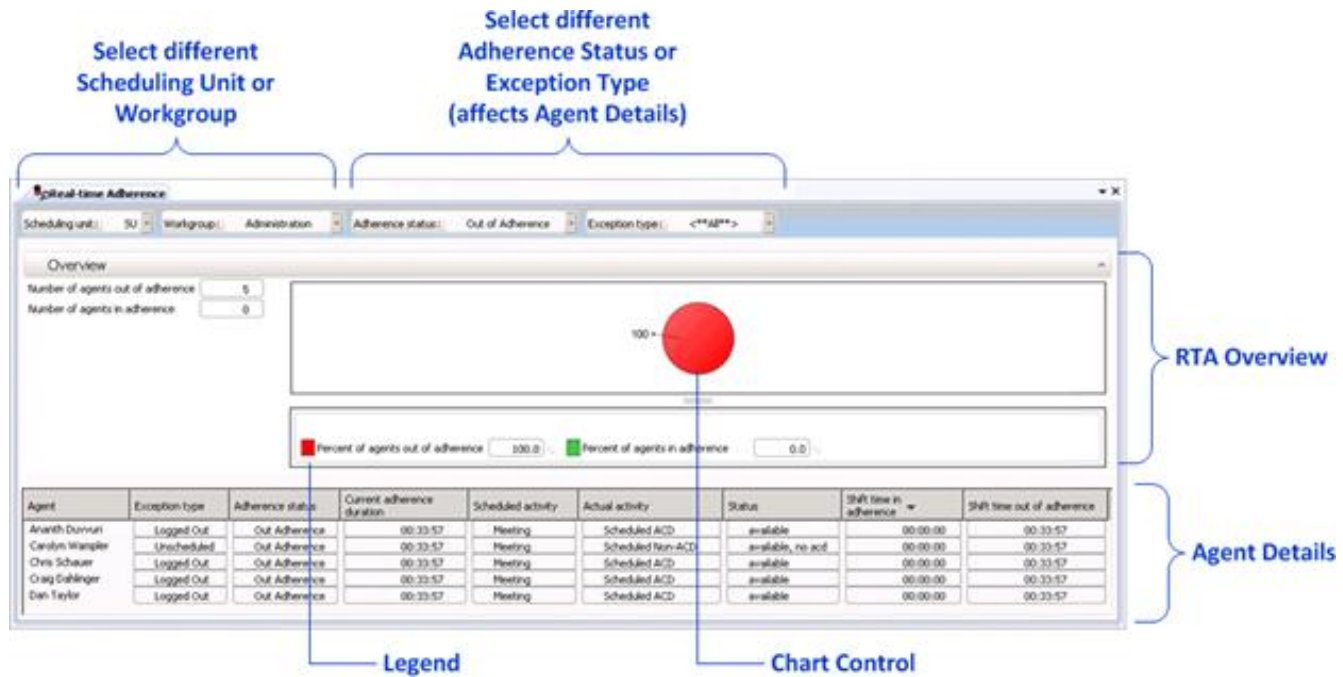 Select different
Scheduling Unit or
Workgroup
Select different
Adherence Status or
Exception Type
(affects Agent Details)
Real-time Adherence
Scheduling unit: SU Workgroup: Administration Adherence status: Out of Adherence Exception type: <**All**>
Overview
Number of agents out of adherence 5
Number of agents in adherence 0
100
RTA Overview
Percent of agents out of adherence 100.0 Percent of agents in adherence 0.0
Agent Exception type Adherence status Current adherence duration Scheduled activity Actual activity Status Shift time in adherence Shift time out of adherence
Ananth Duvvuri Logged Out Out Adherence 00:33:57 Meeting Scheduled ACD available 00:00:00 00:33:57
Carolyn Wampler Unscheduled Out Adherence 00:33:57 Meeting Scheduled Non-ACD available, no acd 00:00:00 00:33:57
Chris Schauer Logged Out Out Adherence 00:33:57 Meeting Scheduled ACD available 00:00:00 00:33:57
Craig Dahlinger Logged Out Out Adherence 00:33:57 Meeting Scheduled ACD available 00:00:00 00:33:57
Dan Taylor Logged Out Out Adherence 00:33:57 Meeting Scheduled ACD available 00:00:00 00:33:57
Agent Details
Legend
Chart Control